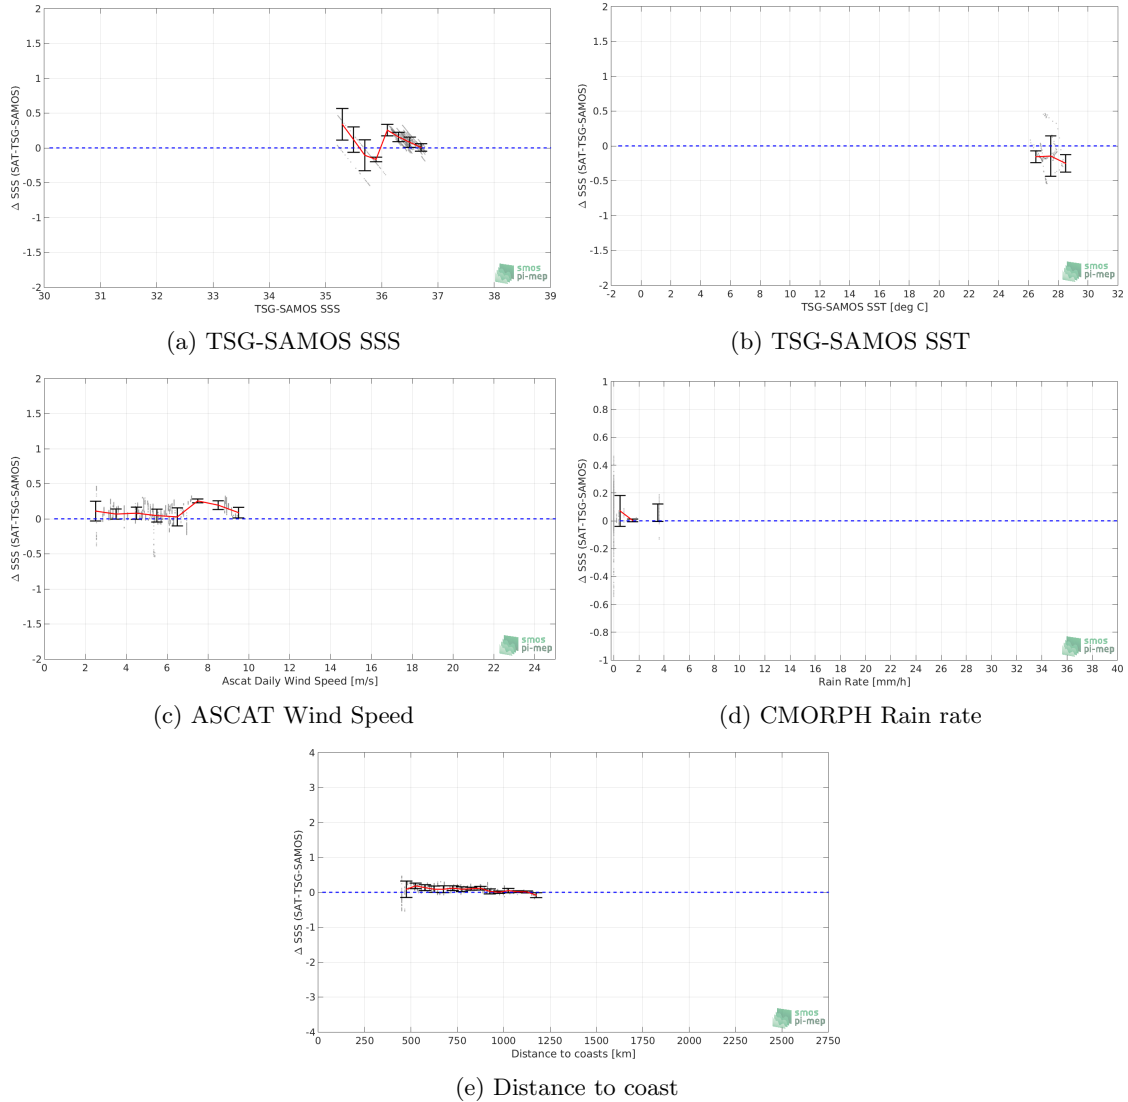 2
1.5
1
0.5
0
-0.5
-1
-1.5
-2
Δ SSS (SAT-TSG-SAMOS)
30 31 32 33 34 35 36 37 38 39
TSG-SAMOS SSS
smos
pi-mep
(a) TSG-SAMOS SSS
2
1.5
1
0.5
0
-0.5
-1
-1.5
-2
Δ SSS (SAT-TSG-SAMOS)
-2 0 2 4 6 8 10 12 14 16 18 20 22 24 26 28 30 32
TSG-SAMOS SST [deg C]
smos
pi-mep
(b) TSG-SAMOS SST
2
1.5
1
0.5
0
-0.5
-1
-1.5
-2
Δ SSS (SAT-TSG-SAMOS)
0 2 4 6 8 10 12 14 16 18 20 22 24
Ascat Daily Wind Speed [m/s]
smos
pi-mep
(c) ASCAT Wind Speed
1
0.8
0.6
0.4
0.2
0
-0.2
-0.4
-0.6
-0.8
-1
Δ SSS (SAT-TSG-SAMOS)
0 2 4 6 8 10 12 14 16 18 20 22 24 26 28 30 32 34 36 38 40
Rain Rate [mm/h]
smos
pi-mep
(d) CMORPH Rain rate
4
3
2
1
0
-1
-2
-3
-4
Δ SSS (SAT-TSG-SAMOS)
0 250 500 750 1000 1250 1500 1750 2000 2250 2500 2750
Distance to coasts [km]
smos
pi-mep
(e) Distance to coast